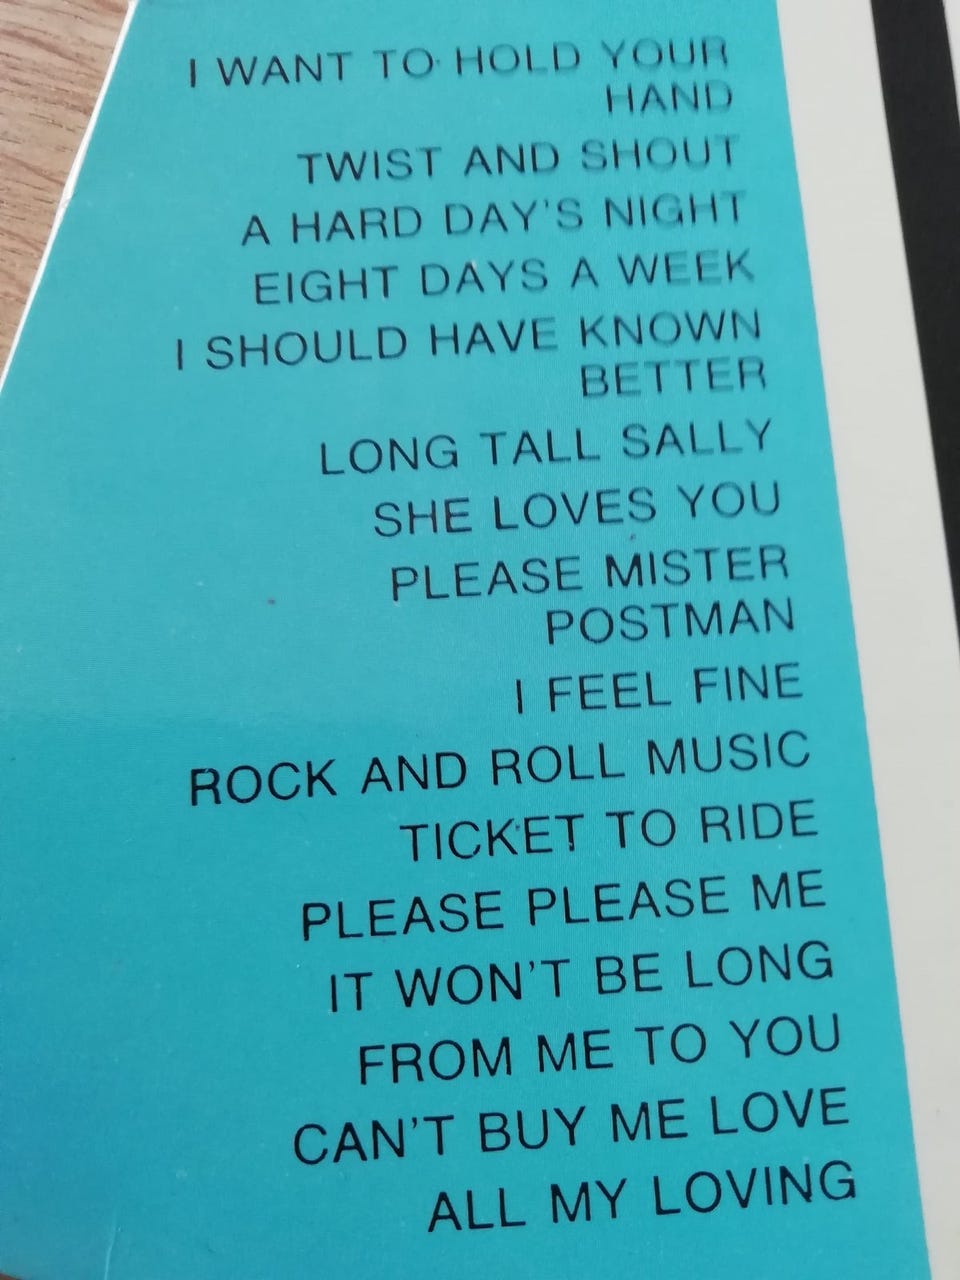 I WANT TO HOLD YOUR
HAND
TWIST AND SHOUT
A HARD DAY'S NIGHT
EIGHT DAYS A WEEK
I SHOULD HAVE KNOWN
BETTER
LONG TALL SALLY
SHE LOVES YOU
PLEASE MISTER
POSTMAN
I FEEL FINE
ROCK AND ROLL MUSIC
TICKET TO RIDE
PLEASE PLEASE ME
IT WON'T BE LONG
FROM ME TO YOU
CAN'T BUY ME LOVE
ALL MY LOVING